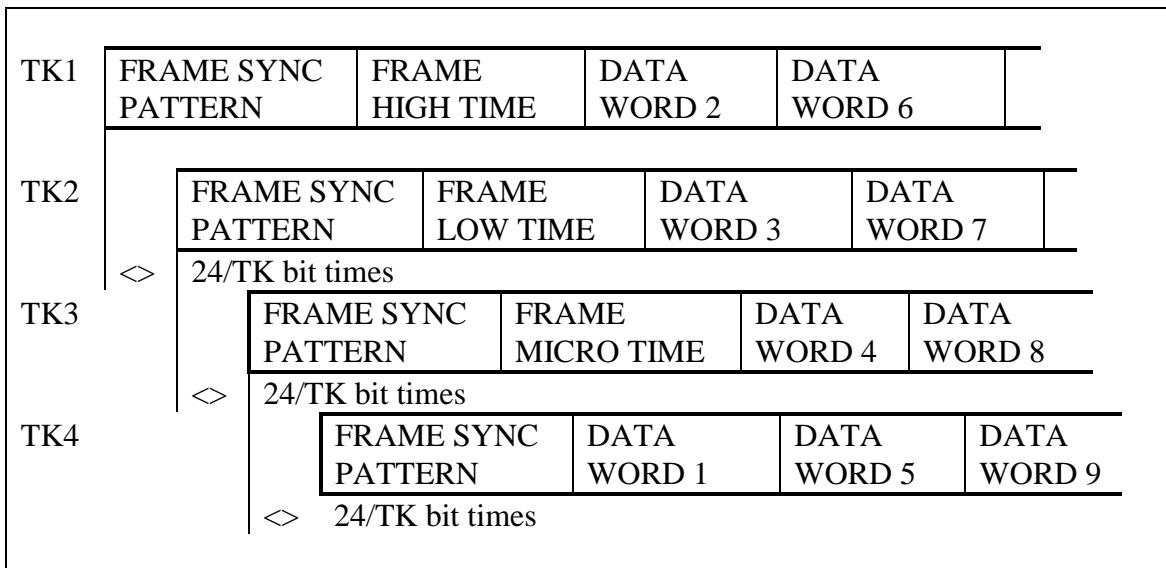 TK1 FRAME SYNC FRAME DATA DATA
PATTERN HIGH TIME WORD 2 WORD 6
TK2 FRAME SYNC FRAME DATA DATA
PATTERN LOW TIME WORD 3 WORD 7
<> 24/TK bit times
TK3 FRAME SYNC FRAME DATA DATA
PATTERN MICRO TIME WORD 4 WORD 8
<> 24/TK bit times
TK4 FRAME SYNC DATA DATA DATA
PATTERN WORD 1 WORD 5 WORD 9
<> 24/TK bit times